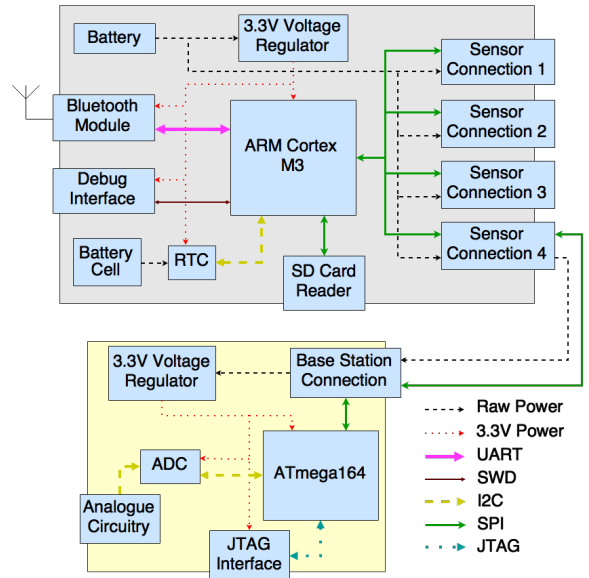 Battery
3.3V Voltage
Regulator
Sensor
Connection 1
Bluetooth
Module
ARM Cortex
M3
Sensor
Connection 2
Debug
Interface
Sensor
Connection 3
Battery
Cell
RTC
SD Card
Reader
Sensor
Connection 4
3.3V Voltage
Regulator
Base Station
Connection
ADC
ATmega164
Analogue
Circuitry
JTAG
Interface
Raw Power
3.3V Power
UART
SWD
I2C
SPI
JTAG